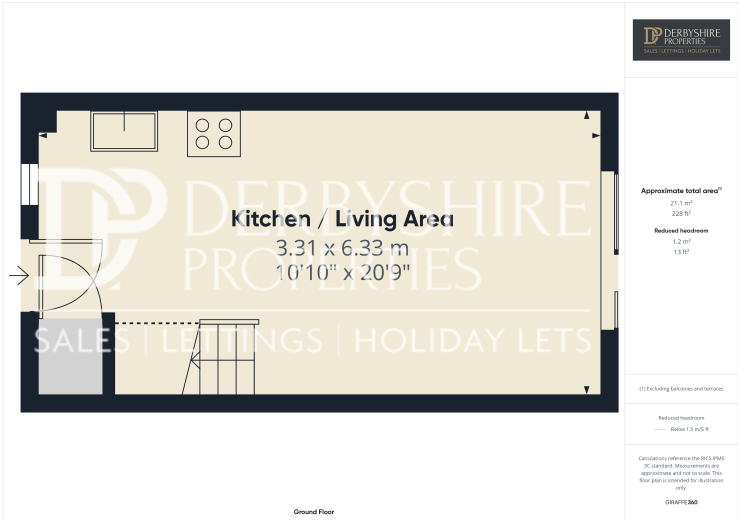 DERBYSHIRE
PROPERTIES
SALES | LETTINGS | HOLIDAY LETS
Kitchen / Living Area
3.31 x 6.33 m
10'10" x 20'9"
DERBYSHIRE
PROPERTIES
SALES | LETTINGS | HOLIDAY LETS
Ground Floor
Approximate total area(1)
21.1 m²
228 ft²
Reduced headroom
1.2 m²
13 ft²
(1) Excluding balconies and terraces
Reduced headroom
Below 1.5 m/5 ft
Calculations reference the RICS IPMS
3C standard. Measurements are
approximate and not to scale. This
floor plan is intended for illustration
only.
GIRAFFE360